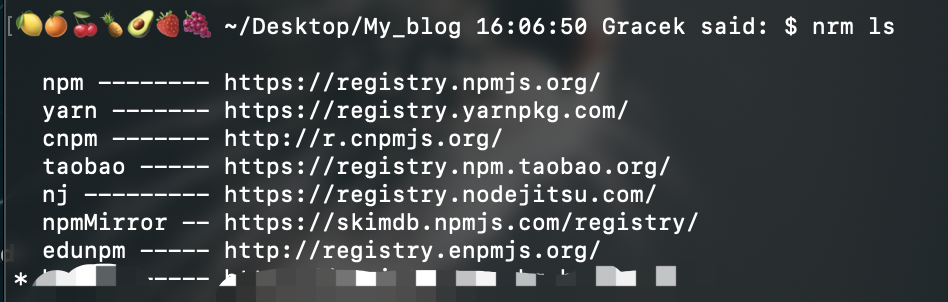 [🍋🍊🍒🍍🥑🍓🍇 ~/Desktop/My_blog 16:06:50 Gracek said: $ nrm ls
npm -------- https://registry.npmjs.org/
yarn ------- https://registry.yarnpkg.com/
cnpm ------- http://r.cnpmjs.org/
taobao ----- https://registry.npm.taobao.org/
nj --------- https://registry.nodejitsu.com/
npmMirror -- https://skimdb.npmjs.com/registry/
edunpm ----- http://registry.enpmjs.org/
* -----